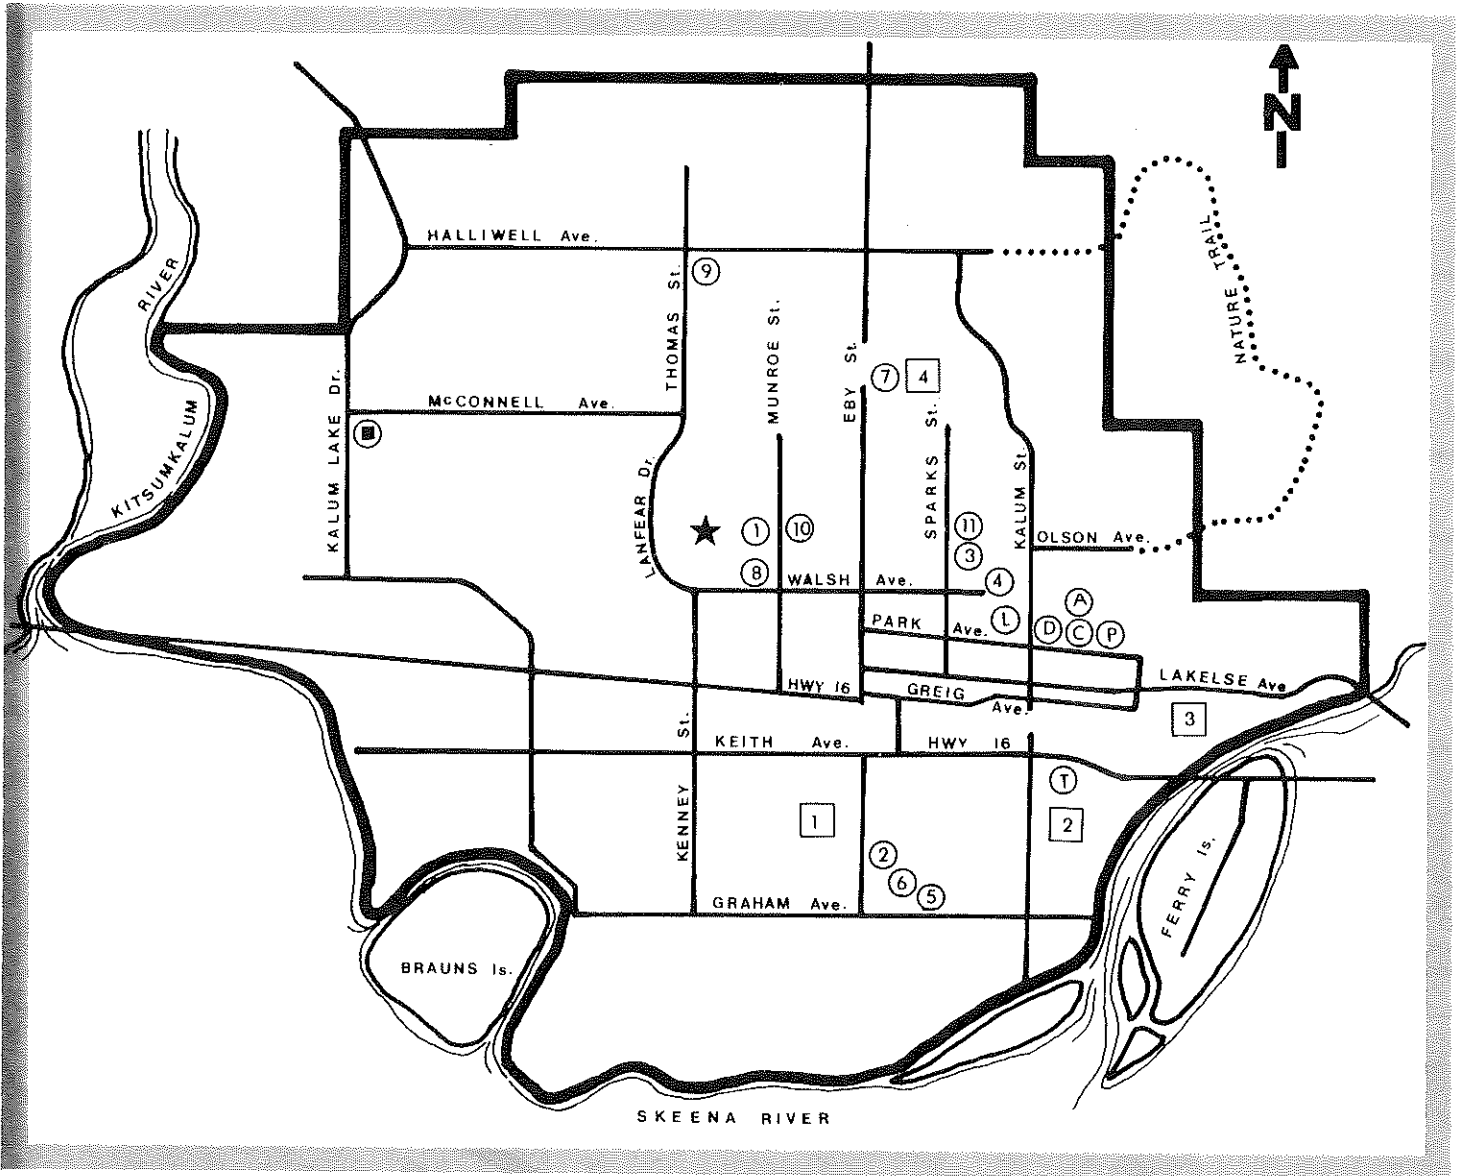 N
HALLIWELL Ave.
RIVER
NATURE TRAIL
9
THOMAS St.
MUNROE St.
EBY St.
7
4
KALUM LAKE Dr.
McCONNELL Ave.
KITSUMKALUM
SPARKS St.
KALUM St.
LANFEAR Dr.
1
10
11
3
OLSON Ave.
8
WALSH Ave.
4
A
PARK Ave.
L
D
C
P
HWY 16
GREIG Ave.
LAKELSE Ave
3
KENNEY St.
KEITH Ave.
HWY 16
T
1
2
2
6
5
GRAHAM Ave.
FERRY Is.
BRAUNS Is.
SKEENA RIVER